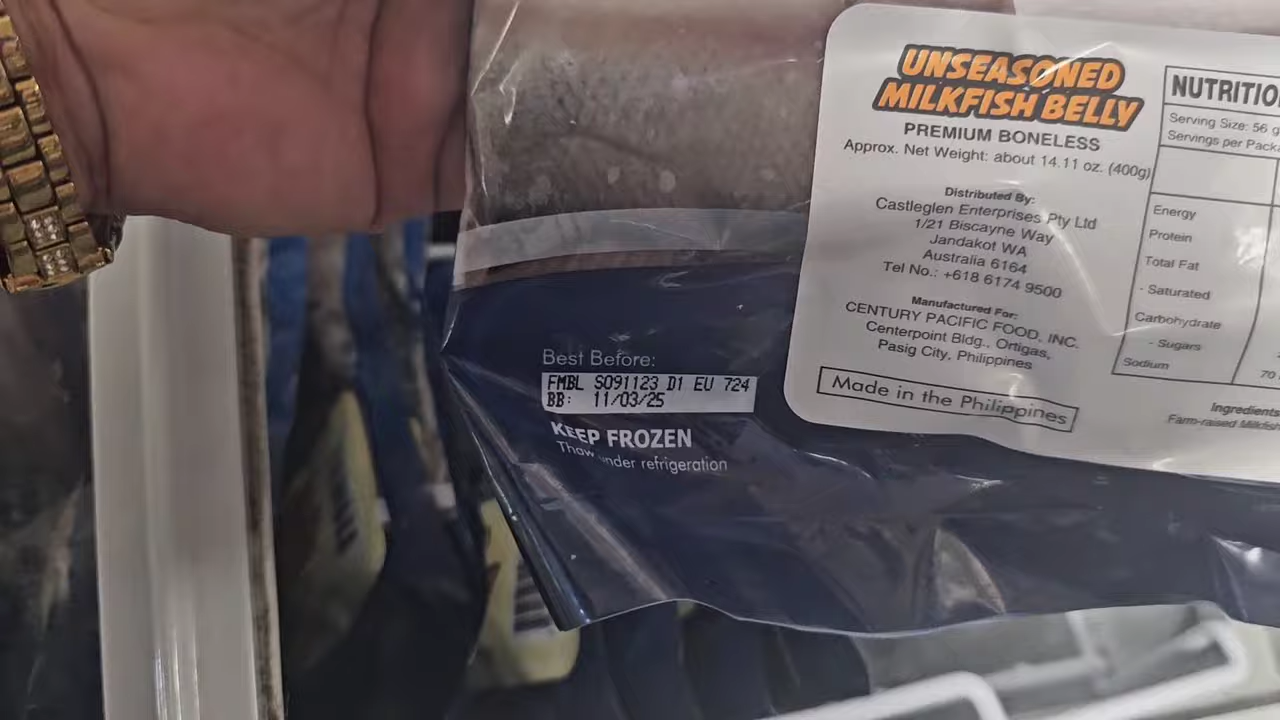 UNSEASONED
MILKFISH BELLY
PREMIUM BONELESS
Approx. Net Weight: about 14.11 oz. (400g)
Distributed By:
Castleglen Enterprises Pty Ltd
1/21 Biscayne Way
Jandakot WA
Australia 6164
Tel No.: +618 6174 9500
Manufactured For:
CENTURY PACIFIC FOOD, INC.
Centerpoint Bldg., Ortigas,
Pasig City, Philippines
Made in the Philippines
NUTRITIO
Serving Size: 56 g
Servings per Packa
Energy
Protein
Total Fat
- Saturated
Carbohydrate
- Sugars
Sodium
70
Ingredients
Farm-raised Milkfish
Best Before:
FMBL S091123 D1 EU 724
BB: 11/03/25
KEEP FROZEN
Thaw under refrigeration